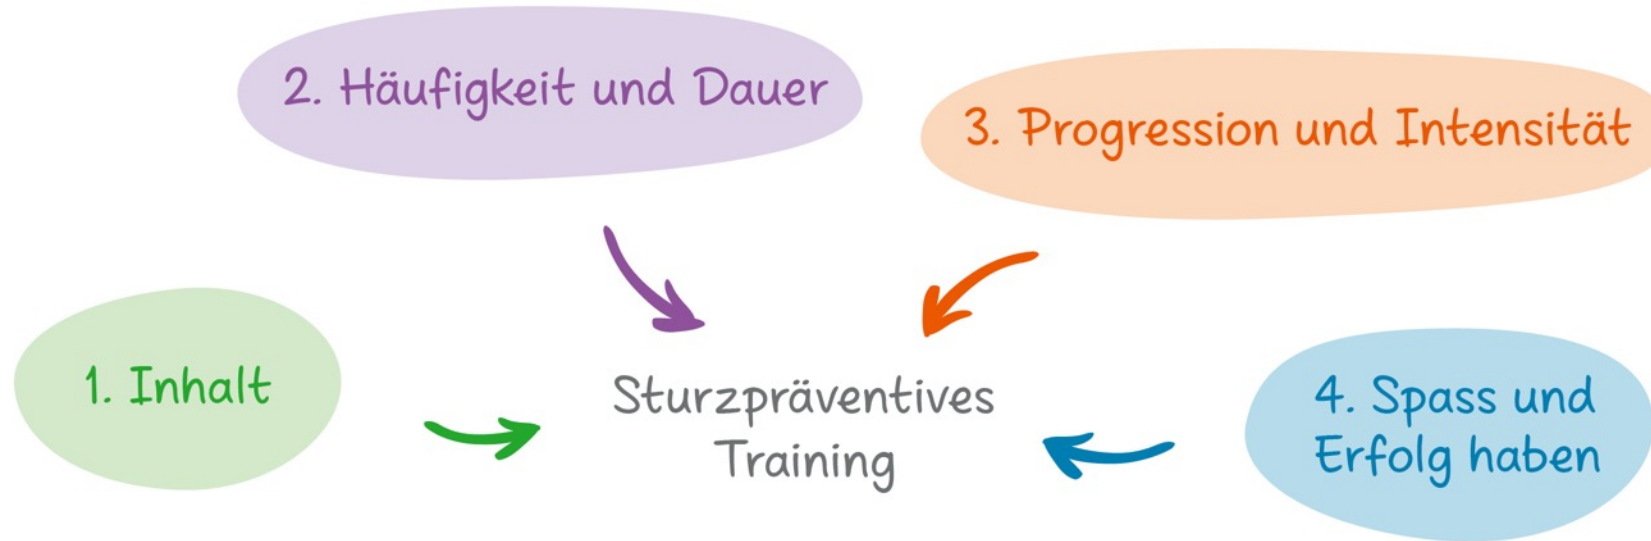 1. Inhalt
2. Häufigkeit und Dauer
3. Progression und Intensität
4. Spass und
Erfolg haben
Sturzpräventives
Training